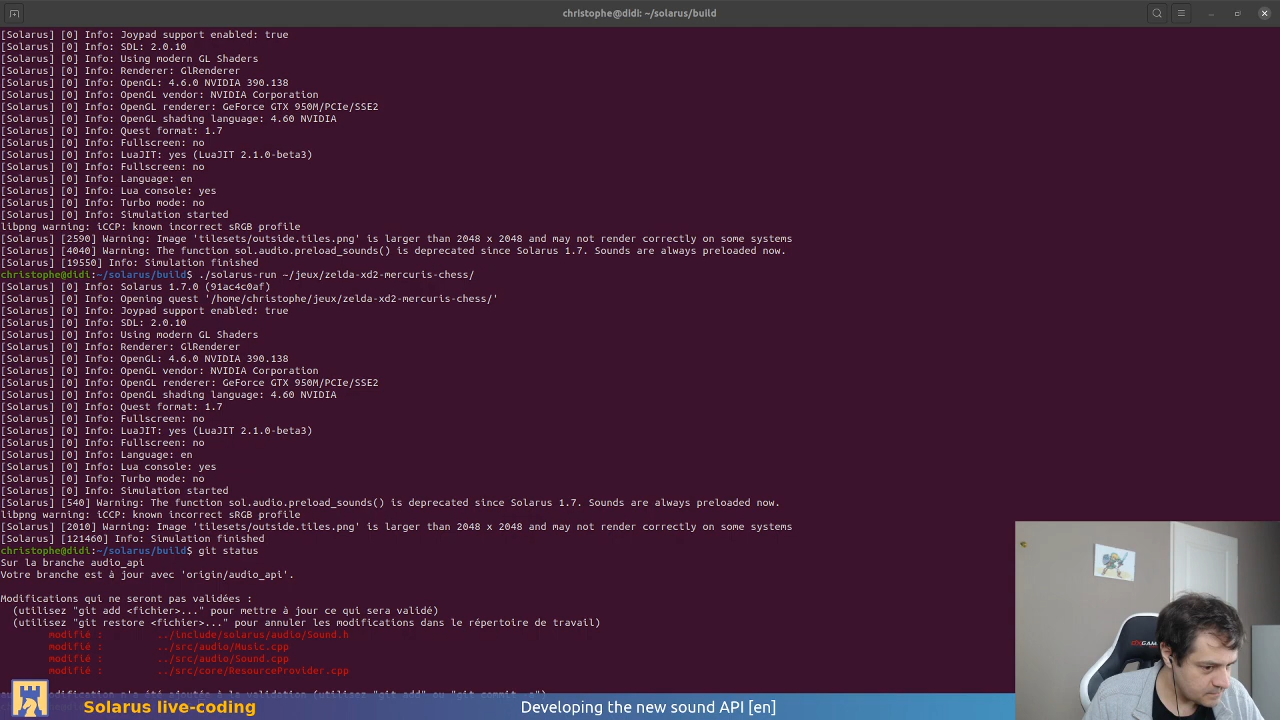 christophe@didi: ~/solarus/build
[Solarus] [0] Info: Joypad support enabled: true
[Solarus] [0] Info: SDL: 2.0.10
[Solarus] [0] Info: Using modern GL Shaders
[Solarus] [0] Info: Renderer: GlRenderer
[Solarus] [0] Info: OpenGL: 4.6.0 NVIDIA 390.138
[Solarus] [0] Info: OpenGL vendor: NVIDIA Corporation
[Solarus] [0] Info: OpenGL renderer: GeForce GTX 950M/PCIe/SSE2
[Solarus] [0] Info: OpenGL shading language: 4.60 NVIDIA
[Solarus] [0] Info: Quest format: 1.7
[Solarus] [0] Info: Fullscreen: no
[Solarus] [0] Info: LuaJIT: yes (LuaJIT 2.1.0-beta3)
[Solarus] [0] Info: Fullscreen: no
[Solarus] [0] Info: Language: en
[Solarus] [0] Info: Lua console: yes
[Solarus] [0] Info: Turbo mode: no
[Solarus] [0] Info: Simulation started
libpng warning: iCCP: known incorrect sRGB profile
[Solarus] [2590] Warning: Image 'tilesets/outside.tiles.png' is larger than 2048 x 2048 and may not render correctly on some systems
[Solarus] [4040] Warning: The function sol.audio.preload_sounds() is deprecated since Solarus 1.7. Sounds are always preloaded now.
[Solarus] [19550] Info: Simulation finished
christophe@didi:~/solarus/build$ ./solarus-run ~/jeux/zelda-xd2-mercuris-chess/
[Solarus] [0] Info: Solarus 1.7.0 (91ac4c0af)
[Solarus] [0] Info: Opening quest '/home/christophe/jeux/zelda-xd2-mercuris-chess/'
[Solarus] [0] Info: Joypad support enabled: true
[Solarus] [0] Info: SDL: 2.0.10
[Solarus] [0] Info: Using modern GL Shaders
[Solarus] [0] Info: Renderer: GlRenderer
[Solarus] [0] Info: OpenGL: 4.6.0 NVIDIA 390.138
[Solarus] [0] Info: OpenGL vendor: NVIDIA Corporation
[Solarus] [0] Info: OpenGL renderer: GeForce GTX 950M/PCIe/SSE2
[Solarus] [0] Info: OpenGL shading language: 4.60 NVIDIA
[Solarus] [0] Info: Quest format: 1.7
[Solarus] [0] Info: Fullscreen: no
[Solarus] [0] Info: LuaJIT: yes (LuaJIT 2.1.0-beta3)
[Solarus] [0] Info: Fullscreen: no
[Solarus] [0] Info: Language: en
[Solarus] [0] Info: Lua console: yes
[Solarus] [0] Info: Turbo mode: no
[Solarus] [0] Info: Simulation started
[Solarus] [540] Warning: The function sol.audio.preload_sounds() is deprecated since Solarus 1.7. Sounds are always preloaded now.
libpng warning: iCCP: known incorrect sRGB profile
[Solarus] [2010] Warning: Image 'tilesets/outside.tiles.png' is larger than 2048 x 2048 and may not render correctly on some systems
[Solarus] [121460] Info: Simulation finished
christophe@didi:~/solarus/build$ git status
Sur la branche audio_api
Votre branche est à jour avec 'origin/audio_api'.
Modifications qui ne seront pas validées :
(utilisez "git add <fichier>..." pour mettre à jour ce qui sera validé)
(utilisez "git restore <fichier>..." pour annuler les modifications dans le répertoire de travail)
modifié : ../include/solarus/audio/Sound.h
modifié : ../src/audio/Music.cpp
modifié : ../src/audio/Sound.cpp
modifié : ../src/core/ResourceProvider.cpp
Solarus live-coding
Developing the new sound API [en]